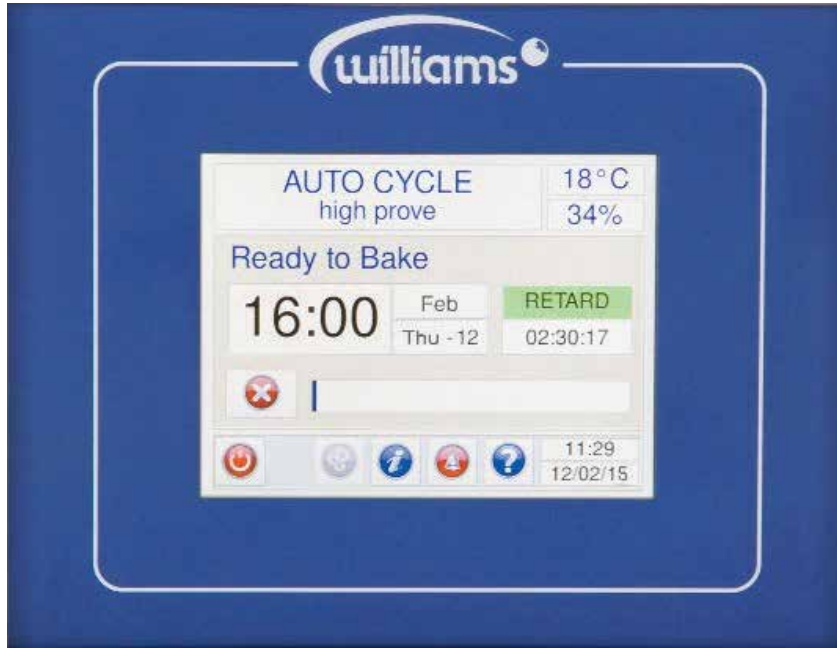 williams
AUTO CYCLE
high prove
18°C
34%
Ready to Bake
16:00
Feb
Thu - 12
RETARD
02:30:17
i
?
11:29
12/02/15